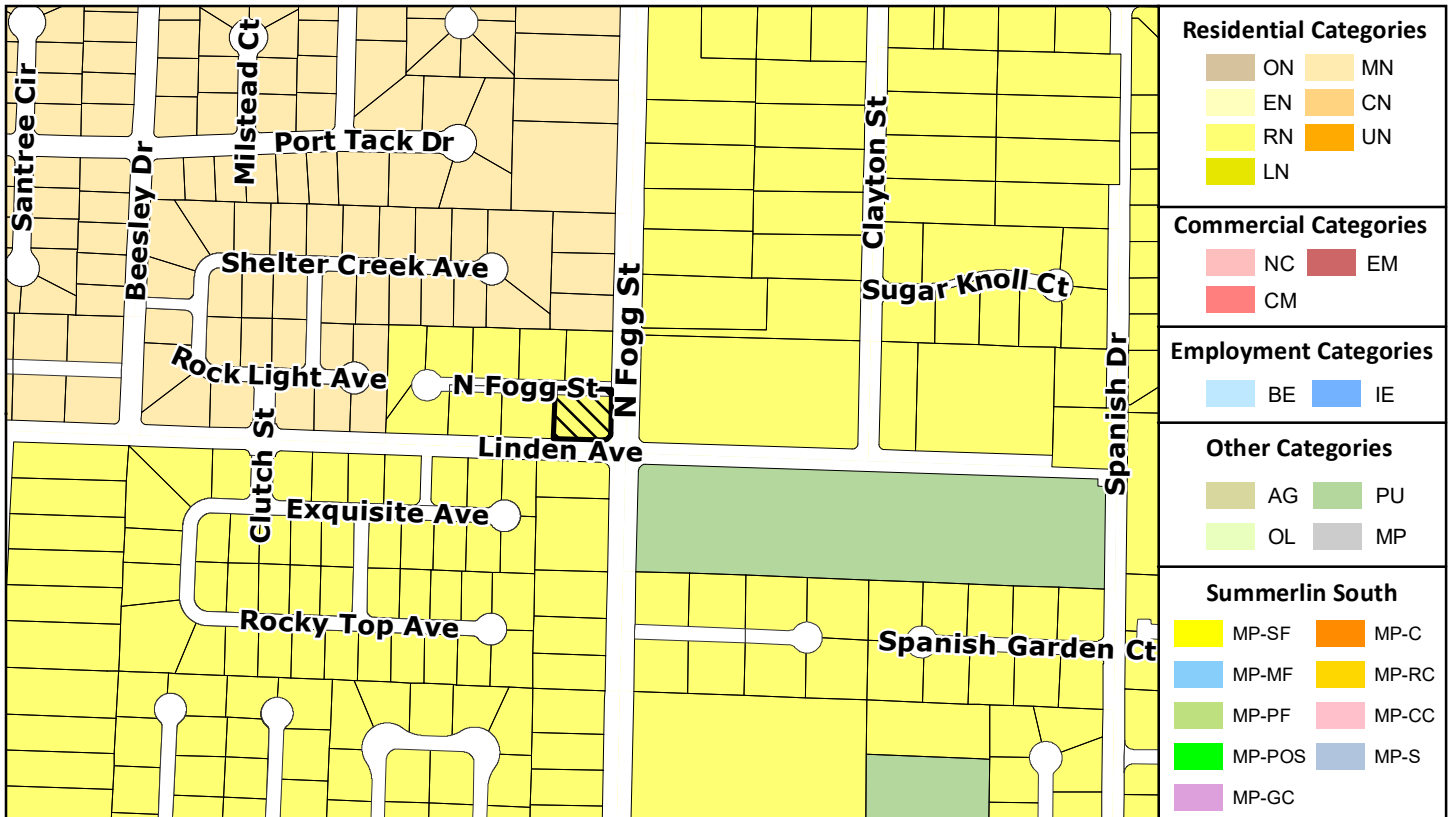 Santree Cir
Beesley Dr
Milstead Ct
Port Tack Dr
Shelter Creek Ave
Rock Light Ave
N Fogg St
N Fogg St
Clayton St
Sugar Knoll Ct
Spanish Dr
Linden Ave
Clutch St
Exquisite Ave
Rocky Top Ave
Spanish Garden Ct
Residential Categories
ON MN
EN CN
RN UN
LN
Commercial Categories
NC EM
CM
Employment Categories
BE IE
Other Categories
AG PU
OL MP
Summerlin South
MP-SF MP-C
MP-MF MP-RC
MP-PF MP-CC
MP-POS MP-S
MP-GC